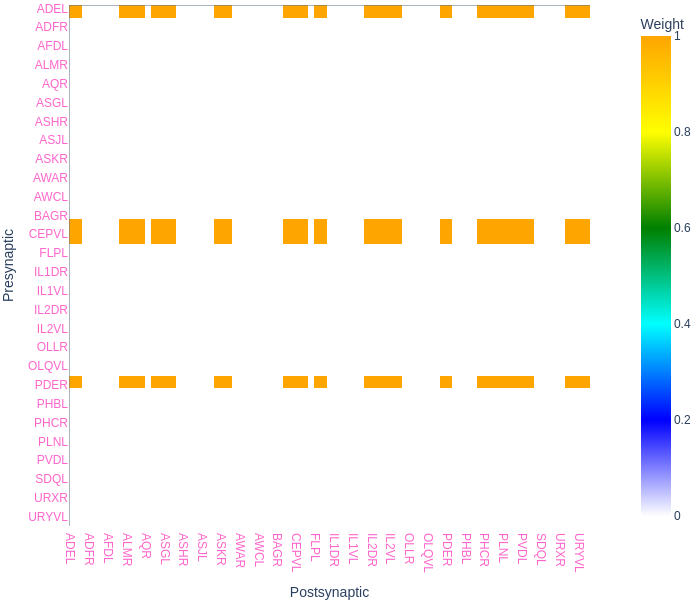 Weight
1
0.8
0.6
0.4
0.2
0
Presynaptic
ADEL
ADFR
AFDL
ALMR
AQR
ASGL
ASHR
ASJL
ASKR
AWAR
AWCL
BAGR
CEPVL
FLPL
IL1DR
IL1VL
IL2DR
IL2VL
OLLR
OLQVL
PDER
PHBL
PHCR
PLNL
PVDL
SDQL
URXR
URYVL
ADEL
ADFR
AFDL
ALMR
AQR
ASGL
ASHR
ASJL
ASKR
AWAR
AWCL
BAGR
CEPVL
FLPL
IL1DR
IL1VL
IL2DR
IL2VL
OLLR
OLQVL
PDER
PHBL
PHCR
PLNL
PVDL
SDQL
URXR
URYVL
Postsynaptic